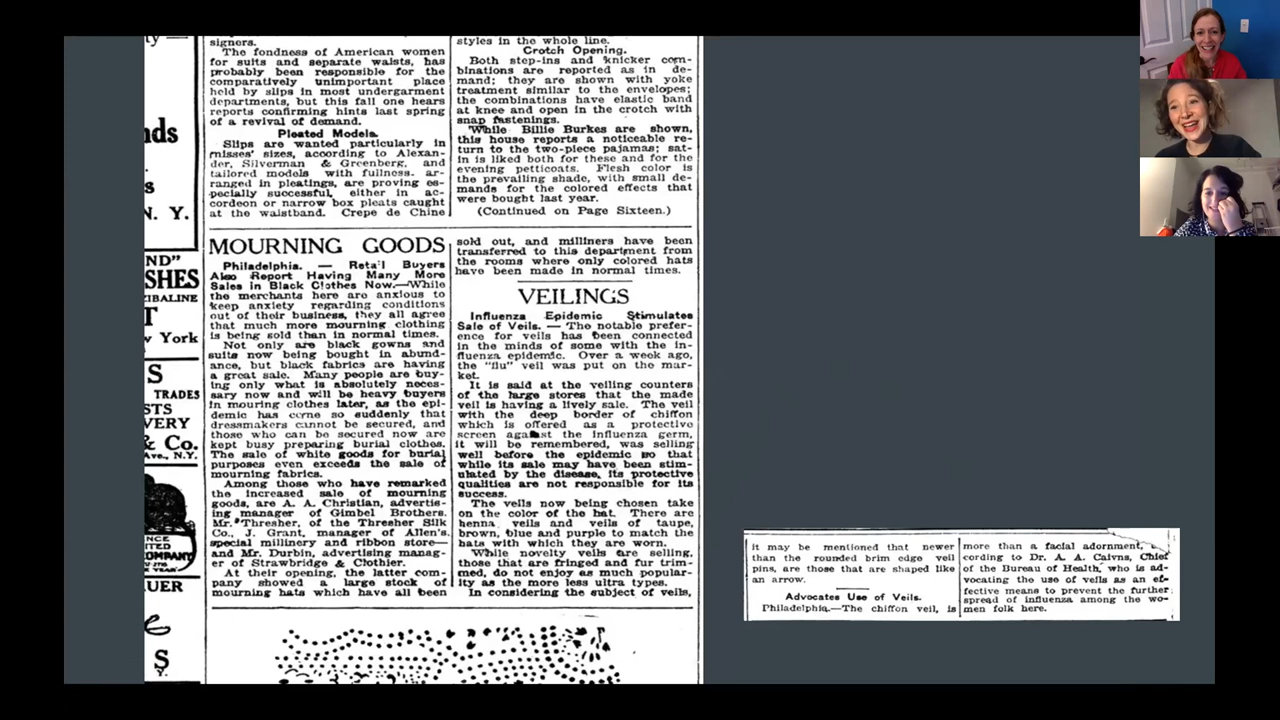 ty—
nds
s
N. Y.
ND"
SHES
ZIBALINE
T
w York
S
TRADES
STS
VERY
& Co.
Ave., N.Y.
NCE
ITED
COMPANY
UER
e
S
signers.
The fondness of American women
for suits and separate waists, has
probably been responsible for the
comparatively unimportant place
held by slips in most undergarment
departments, but this fall one hears
reports confirming hints last spring
of a revival of demand.
Pleated Models.
Slips are wanted particularly in
misses' sizes, according to Alexan-
der, Silverman & Greenberg, and
tailored models with fullness ar-
ranged in pleatings, are proving es-
pecially successful, either in ac-
cordeon or narrow box pleats caught
at the waistband. Crepe de Chine
styles in the whole line.
Crotch Opening.
Both step-ins and knicker com-
binations are reported as in de-
mand; they are shown with yoke
treatment similar to the envelopes;
the combinations have elastic band
at knee and open in the crotch with
snap fastenings.
While Billie Burkes are shown,
this house reports a noticeable re-
turn to the two-piece pajamas; sat-
in is liked both for these and for the
evening petticoats. Flesh color is
the prevailing shade, with small de-
mands for the colored effects that
were bought last year.
(Continued on Page Sixteen.)
MOURNING GOODS
Philadelphia. — Retail Buyers
Also Report Having Many More
Sales in Black Clothes Now.—While
the merchants here are anxious to
keep anxiety regarding conditions
out of their business, they all agree
that much more mourning clothing
is being sold than in normal times.
Not only are black gowns and
suits now being bought in abund-
ance, but black fabrics are having
a great sale. Many people are buy-
ing only what is absolutely neces-
sary now and will be heavy buyers
in mouring clothes later, as the epi-
demic has come so suddenly that
dressmakers cannot be secured, and
those who can be secured now are
kept busy preparing burial clothes.
The sale of white goods for burial
purposes even exceeds the sale of
mourning fabrics.
Among those who have remarked
the increased sale of mourning
goods, are A. A. Christian, advertis-
ing manager of Gimbel Brothers.
Mr. Thresher, of the Thresher Silk
Co., J. Grant, manager of Allen's
special millinery and ribbon store—
and Mr. Durbin, advertising manag-
er of Strawbridge & Clothier.
At their opening, the latter com-
pany showed a large stock of
mourning hats which have all been
sold out, and milliners have been
transferred to this department from
the rooms where only colored hats
have been made in normal times.
VEILINGS
Influenza Epidemic Stimulates
Sale of Veils. — The notable prefer-
ence for veils has been connected
in the minds of some with the in-
fluenza epidemic. Over a week ago,
the "flu" veil was put on the mar-
ket.
It is said at the veiling counters
of the large stores that the made
veil is having a lively sale. The veil
with the deep border of chiffon
which is offered as a protective
screen against the influenza germ,
it will be remembered, was selling
well before the epidemic so that
while its sale may have been stim-
ulated by the disease, its protective
qualities are not responsible for its
success.
The veils now being chosen take
on the color of the hat. There are
henna veils and veils of taupe,
brown, blue and purple to match the
hats with which they are worn.
While novelty veils are selling,
those that are fringed and fur trim-
med, do not enjoy as much popular-
ity as the more less ultra types.
In considering the subject of veils,
it may be mentioned that newer
than the rounded brim edge veil
pins, are those that are shaped like
an arrow.
Advocates Use of Veils.
Philadelphia.—The chiffon veil, is
more than a facial adornment,
cording to Dr. A. A. Caivns, Chief
of the Bureau of Health, who is ad-
vocating the use of veils as an ef-
fective means to prevent the further
spread of influenza among the wo-
men folk here.